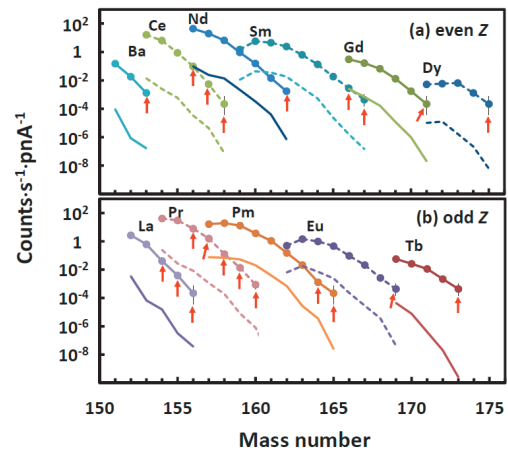 Counts·s⁻¹·pnA⁻¹
10²
1
10⁻²
10⁻⁴
10⁻⁶
10⁻⁸
Ba
Ce
Nd
Sm
Gd
Dy
(a) even Z
10²
1
10⁻²
10⁻⁴
10⁻⁶
10⁻⁸
La
Pr
Pm
Eu
Tb
(b) odd Z
150 155 160 165 170 175
Mass number